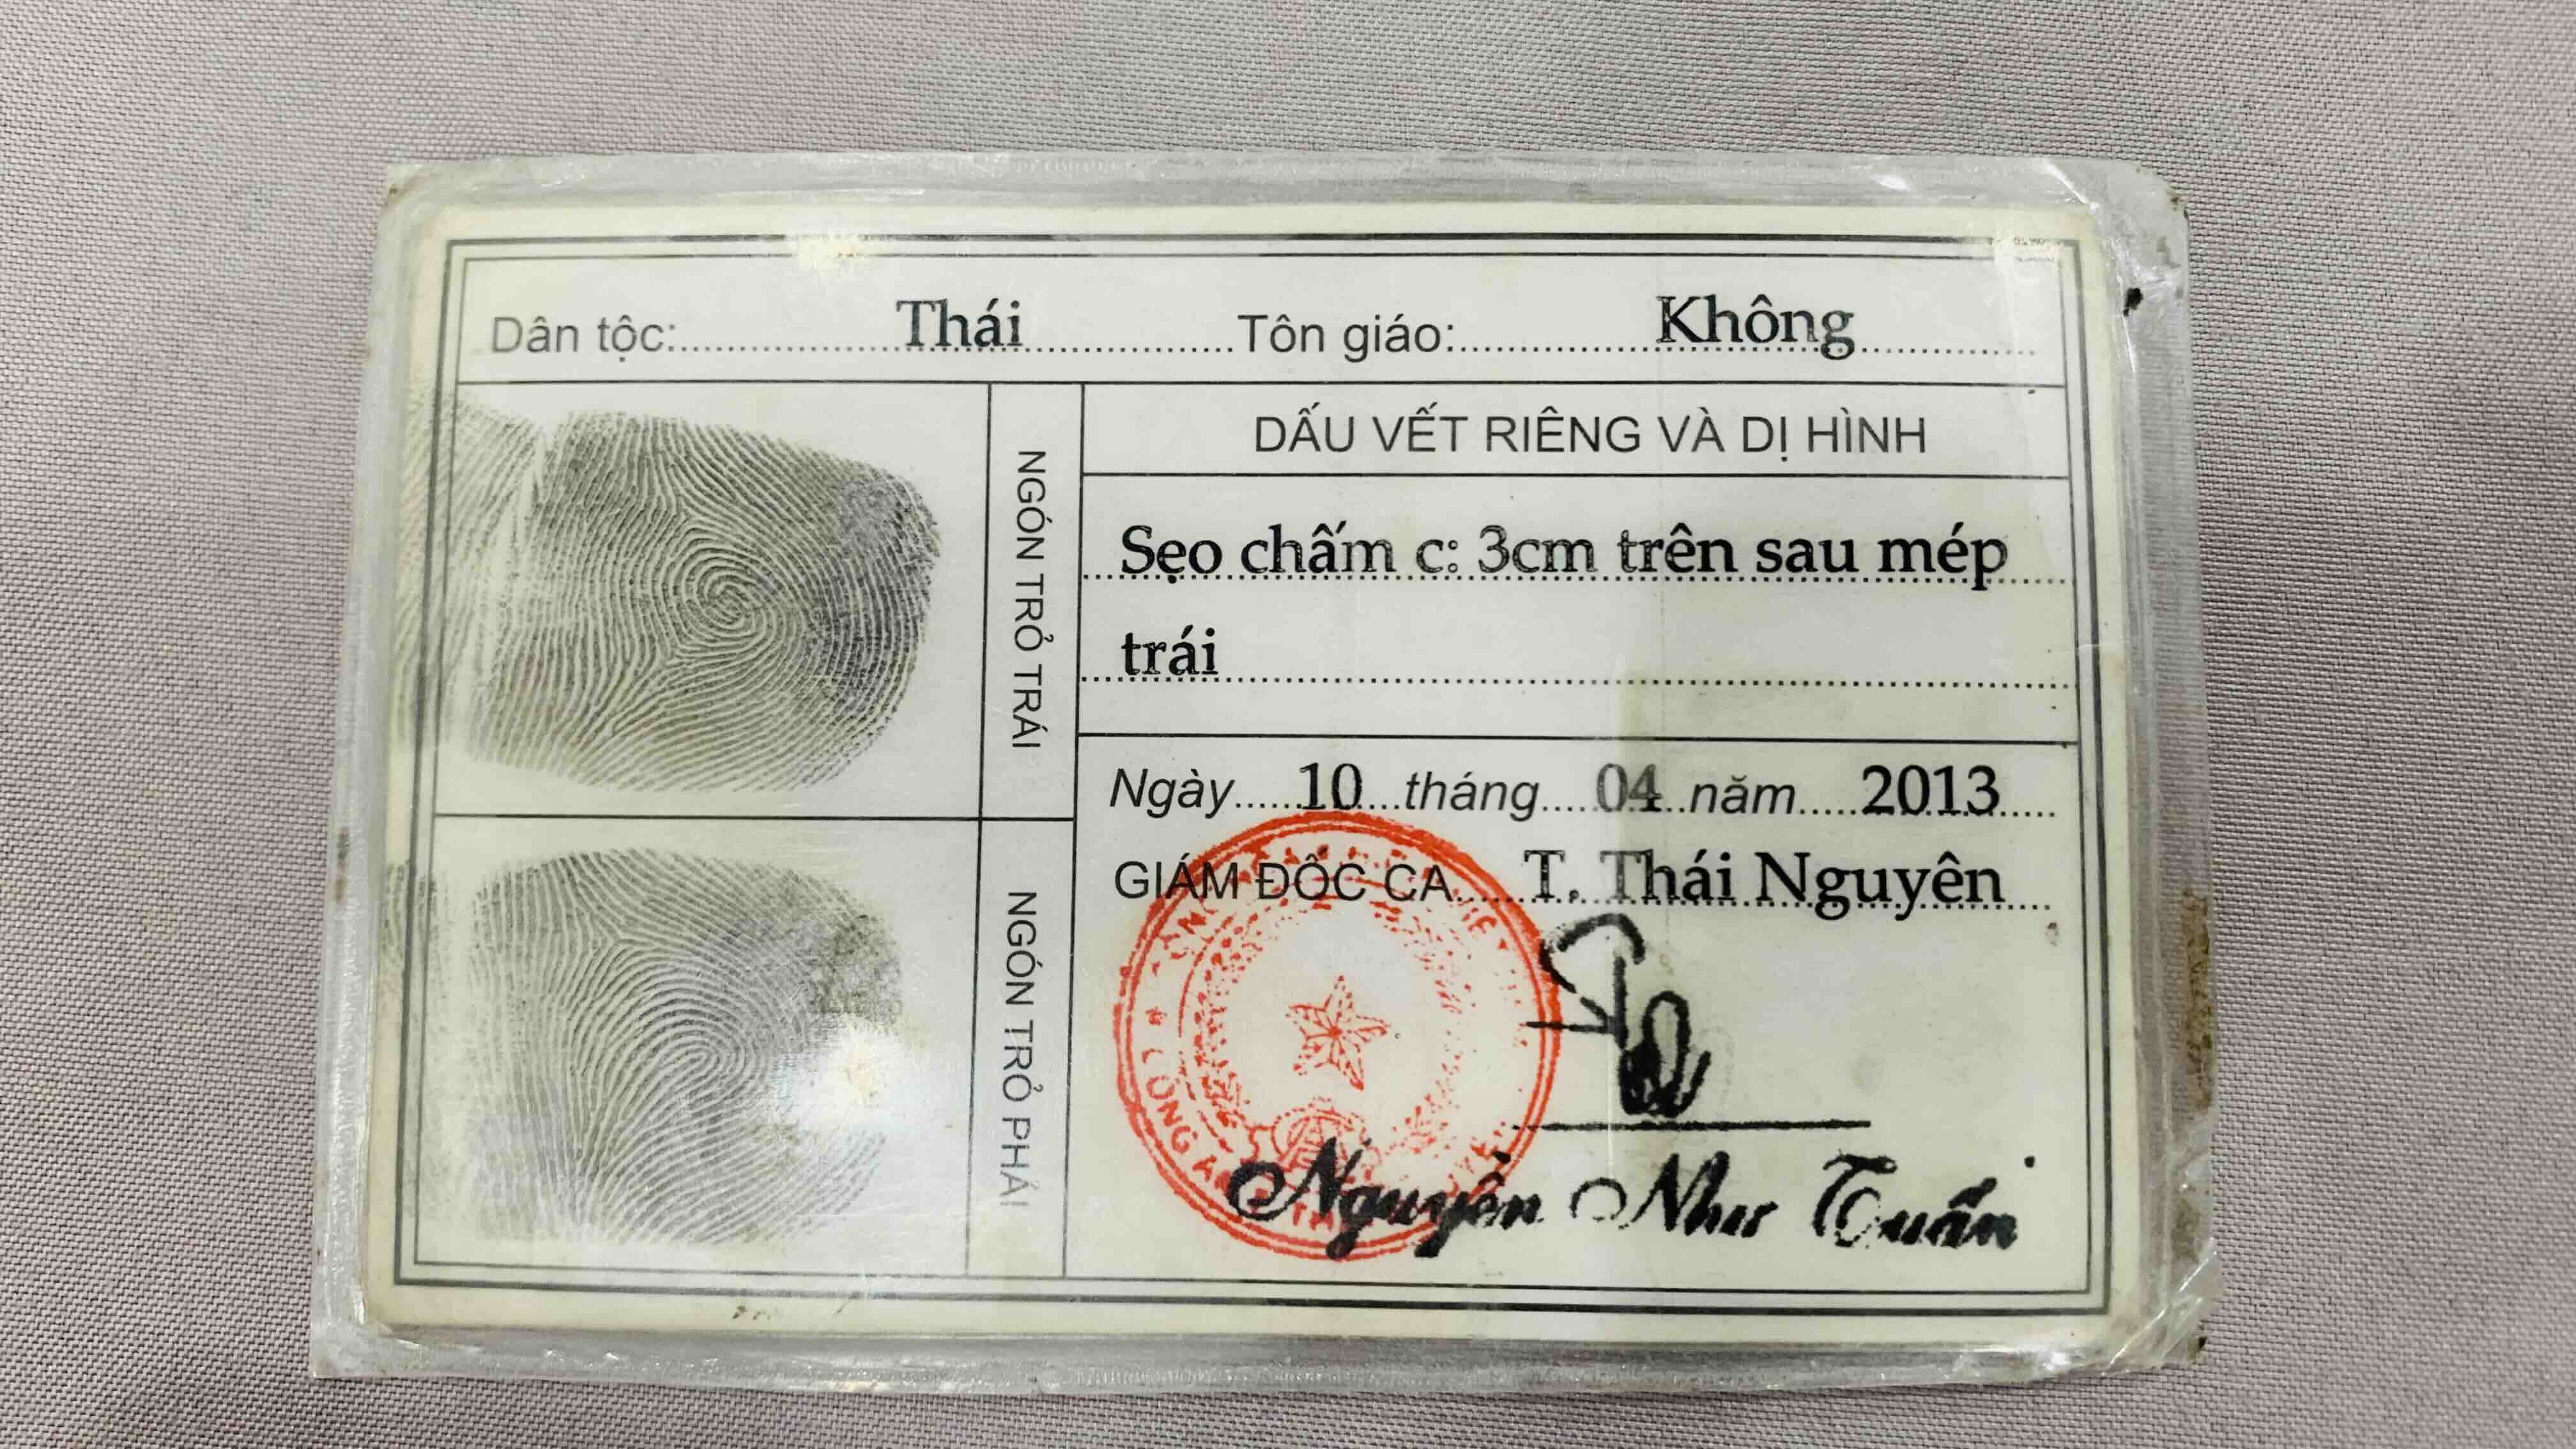 Dân tộc: Thái Tôn giáo: Không
NGÓN TRỎ TRÁI
DẤU VẾT RIÊNG VÀ DỊ HÌNH
Sẹo chấm c: 3cm trên sau mép
trái
Ngày 10 tháng 04 năm 2013
GIÁM ĐỐC CA T. Thái Nguyên
NGÓN TRỎ PHẢI
Nguyễn Như Tuấn